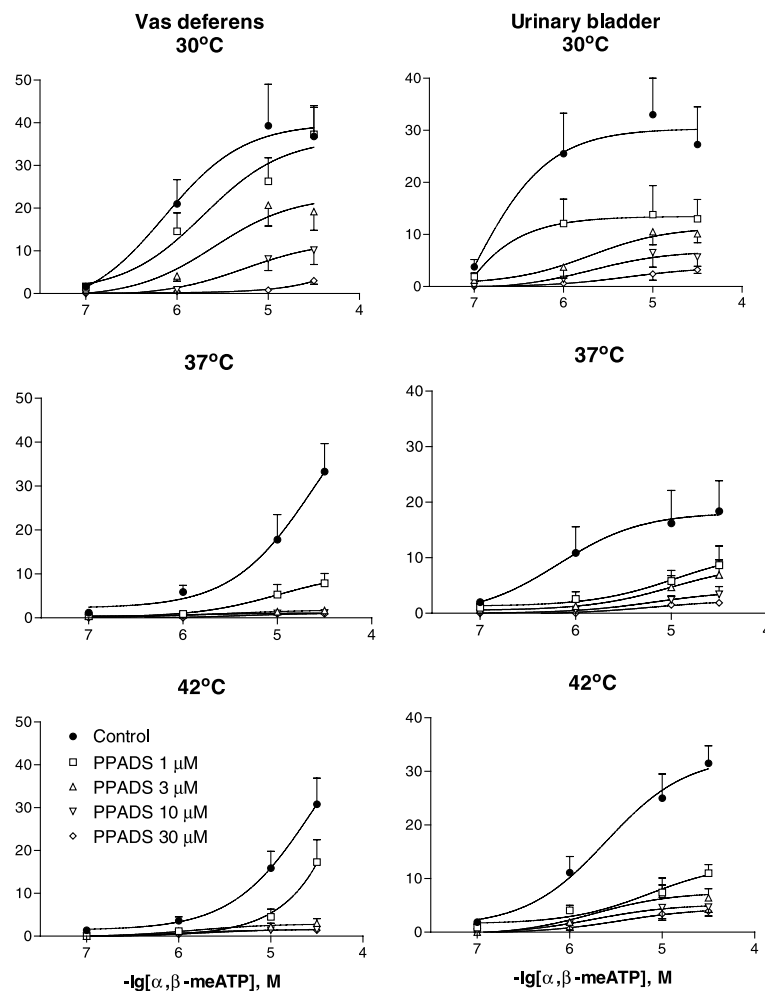 Vas deferens
30°C
Urinary bladder
30°C
50
40
30
20
10
0
7 6 5 4
40
30
20
10
0
7 6 5 4
37°C
37°C
50
40
30
20
10
0
7 6 5 4
40
30
20
10
0
7 6 5 4
42°C
42°C
50
40
30
20
10
0
Control
PPADS 1 μM
PPADS 3 μM
PPADS 10 μM
PPADS 30 μM
7 6 5 4
-lg[α,β-meATP], M
40
30
20
10
0
7 6 5 4
-lg[α,β-meATP], M